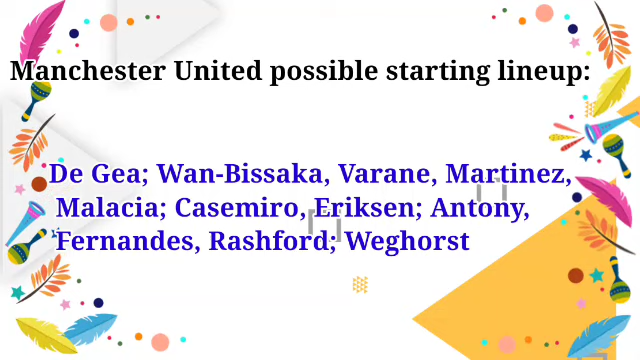 Manchester United possible starting lineup:
De Gea; Wan-Bissaka, Varane, Martinez,
Malacia; Casemiro, Eriksen; Antony,
Fernandes, Rashford; Weghorst